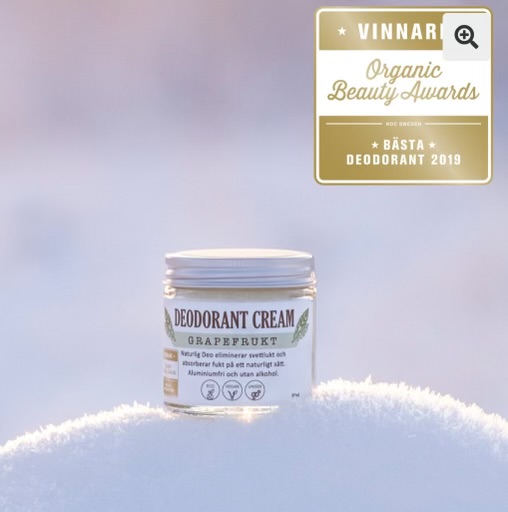 ★ VINNAR
Organic
Beauty Awards
★ BÄSTA ★
DEODORANT 2019
DEODORANT CREAM
GRAPEFRUKT
Naturlig Deo eliminerar svettlukt och
absorberar fukt på ett naturligt sätt.
Aluminiumfri och utan alkohol.